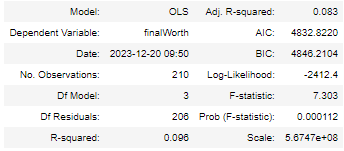 Model: OLS Adj. R-squared: 0.083
Dependent Variable: finalWorth AIC: 4832.8220
Date: 2023-12-20 09:50 BIC: 4846.2104
No. Observations: 210 Log-Likelihood: -2412.4
Df Model: 3 F-statistic: 7.303
Df Residuals: 206 Prob (F-statistic): 0.000112
R-squared: 0.096 Scale: 5.6747e+08